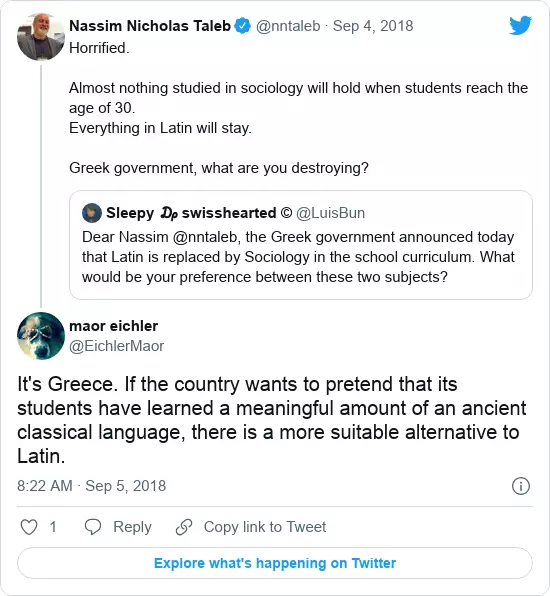 Nassim Nicholas Taleb @nntaleb · Sep 4, 2018
Horrified.
Almost nothing studied in sociology will hold when students reach the
age of 30.
Everything in Latin will stay.
Greek government, what are you destroying?
Sleepy 𝓓𝓹 swisshearted © @LuisBun
Dear Nassim @nntaleb, the Greek government announced today
that Latin is replaced by Sociology in the school curriculum. What
would be your preference between these two subjects?
maor eichler
@EichlerMaor
It's Greece. If the country wants to pretend that its
students have learned a meaningful amount of an ancient
classical language, there is a more suitable alternative to
Latin.
8:22 AM · Sep 5, 2018
1 Reply Copy link to Tweet
Explore what's happening on Twitter